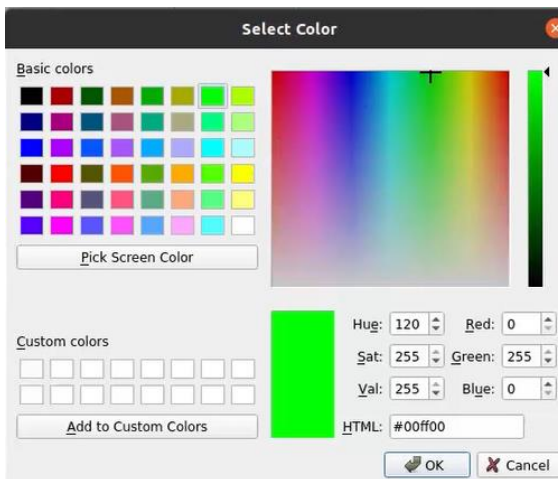 Select Color
Basic colors
Pick Screen Color
Custom colors
Add to Custom Colors
Hue: 120 Red: 0
Sat: 255 Green: 255
Val: 255 Blue: 0
HTML: #00ff00
OK Cancel